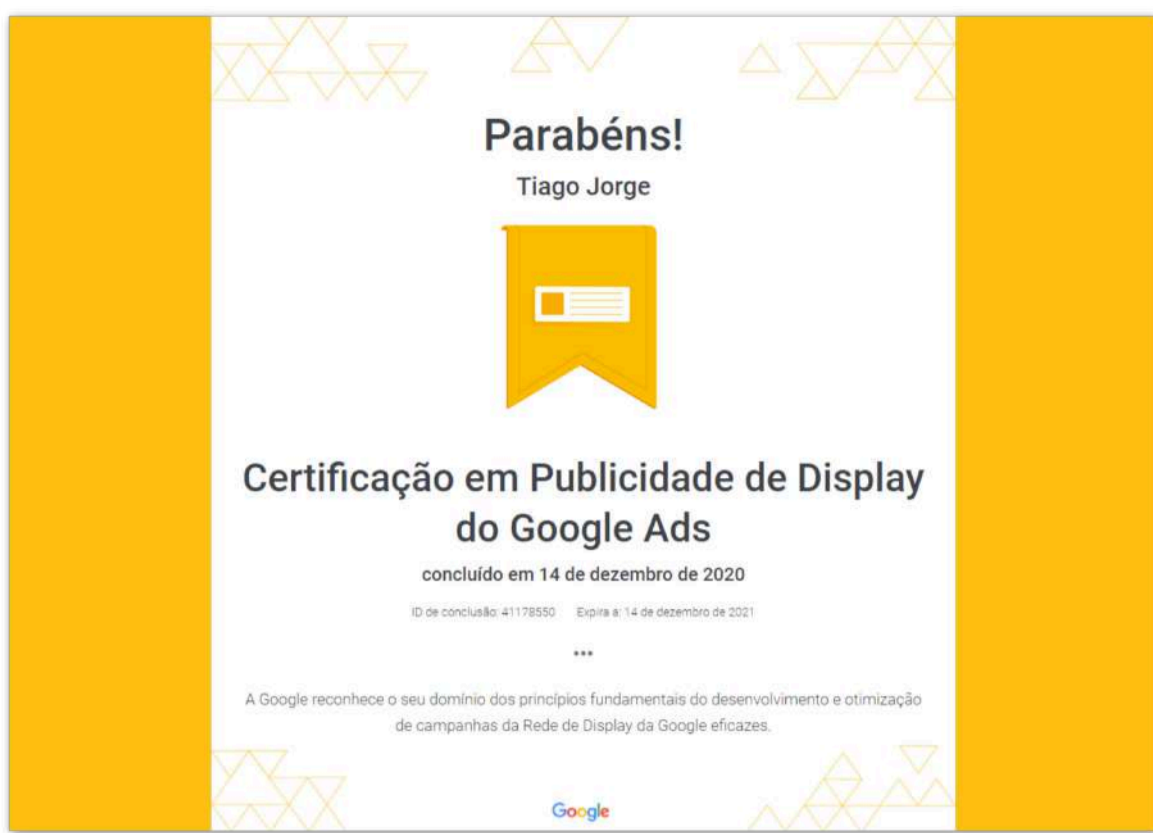 Parabéns!
Tiago Jorge
Certificação em Publicidade de Display
do Google Ads
concluído em 14 de dezembro de 2020
ID de conclusão: 41178550 Expira a: 14 de dezembro de 2021
•••
A Google reconhece o seu domínio dos princípios fundamentais do desenvolvimento e otimização
de campanhas da Rede de Display da Google eficazes.
Google